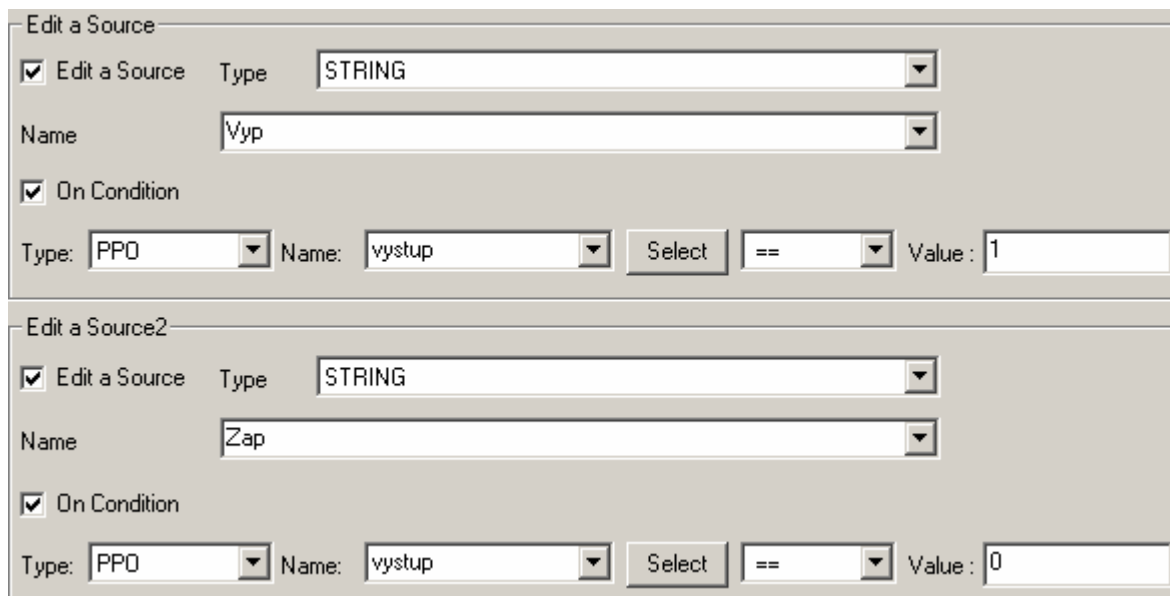 Edit a Source
Edit a Source Type STRING
Name Vyp
On Condition
Type: PPO Name: vystup Select == Value : 1
Edit a Source2
Edit a Source Type STRING
Name Zap
On Condition
Type: PPO Name: vystup Select == Value : 0